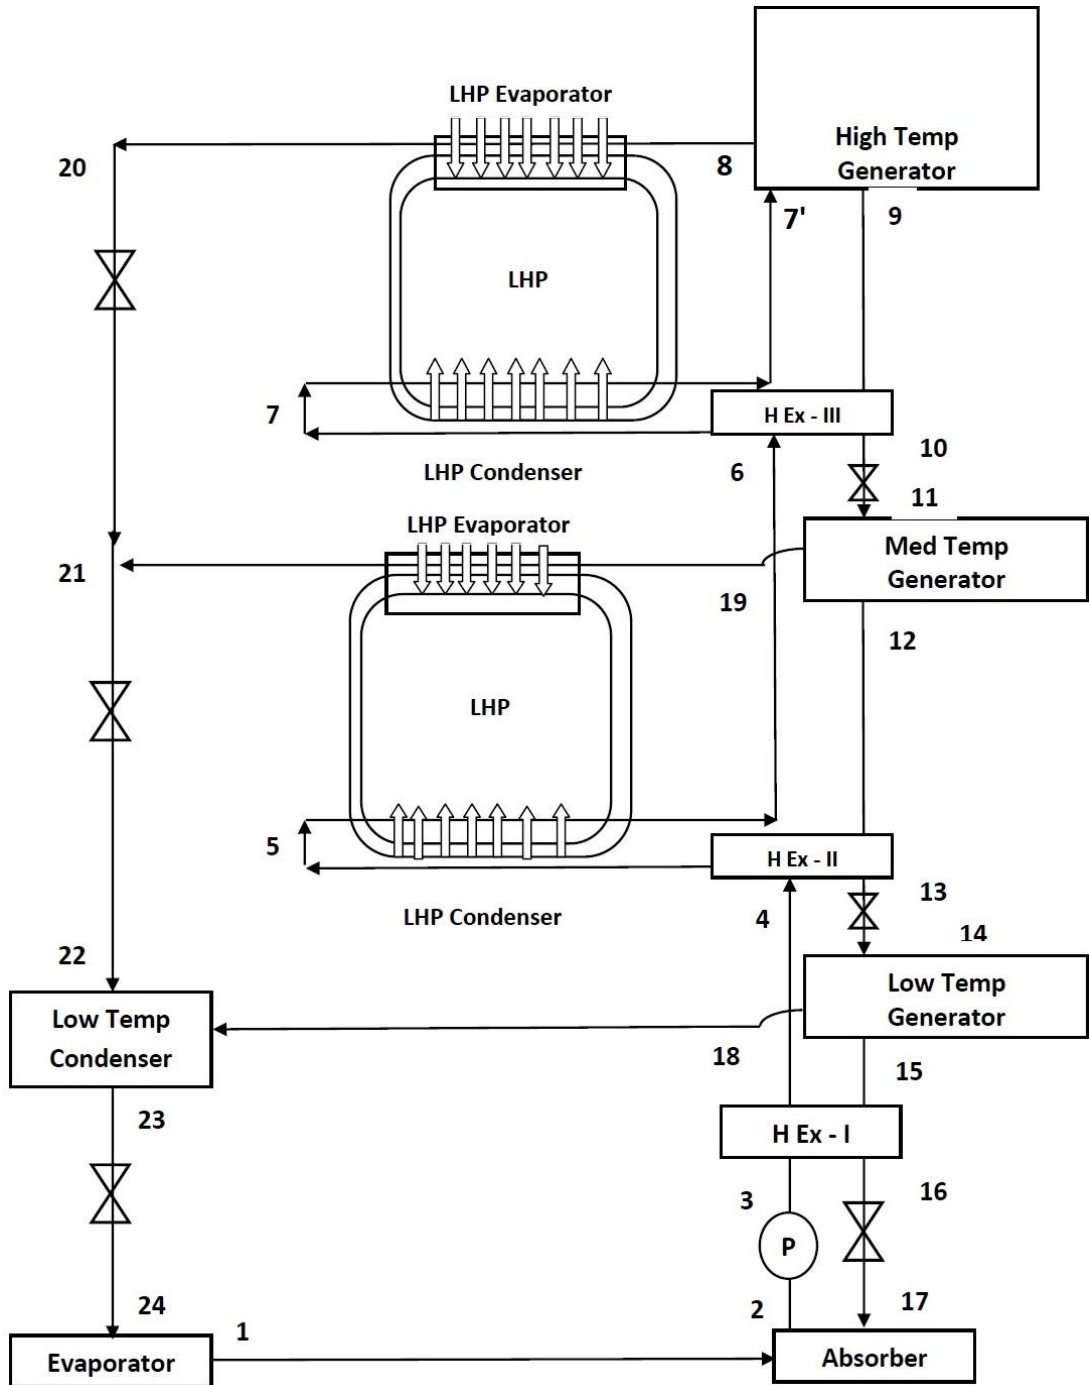 LHP Evaporator
High Temp
Generator
20
8
7'
9
LHP
7
H Ex - III
10
LHP Condenser
6
11
LHP Evaporator
Med Temp
Generator
21
19
12
LHP
5
H Ex - II
13
LHP Condenser
4
14
22
Low Temp
Generator
Low Temp
Condenser
18
15
23
H Ex - I
16
3
P
24
2
17
1
Evaporator
Absorber